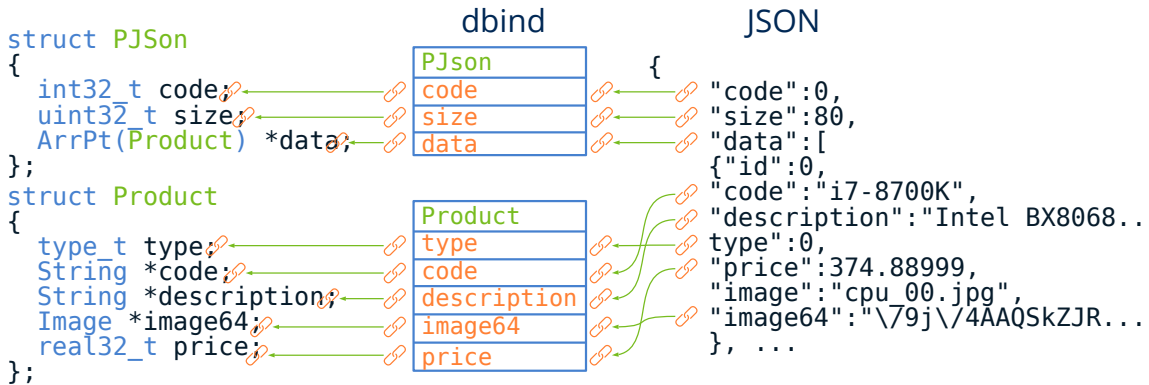 struct PJSon
{
int32_t code;
uint32_t size;
ArrPt(Product) *data;
};
struct Product
{
type_t type;
String *code;
String *description;
Image *image64;
real32_t price;
};
dbind
PJson
code
size
data
Product
type
code
description
image64
price
JSON
{
"code":0,
"size":80,
"data":[
{"id":0,
"code":"i7-8700K",
"description":"Intel BX8068..
type":0,
"price":374.88999,
"image":"cpu_00.jpg",
"image64":"\/9j\/4AAQSkZJR...
}, ...